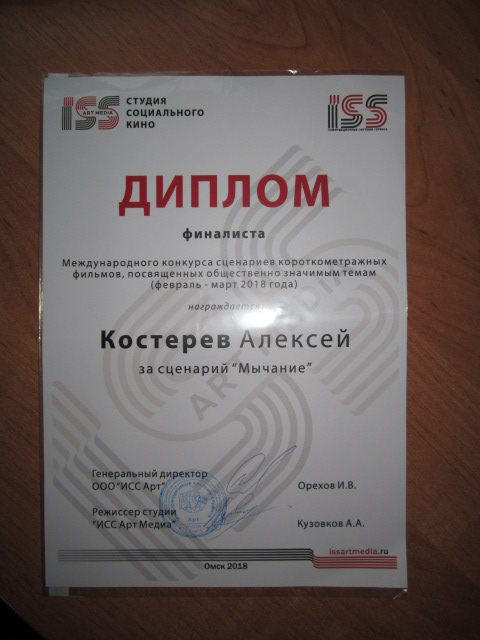 ISS
ART MEDIA
СТУДИЯ
СОЦИАЛЬНОГО
КИНО
ISS
ДИПЛОМ
финалиста
Международного конкурса сценариев короткометражных
фильмов, посвященных общественно значимым темам
(февраль - март 2018 года)
награждается
Костерев Алексей
за сценарий "Мычание"
ART MEDIA
Генеральный директор
ООО "ИСС Арт"
Орехов И.В.
Режиссер студии
"ИСС Арт Медиа"
Кузовков А.А.
issartmedia.ru
Омск 2018